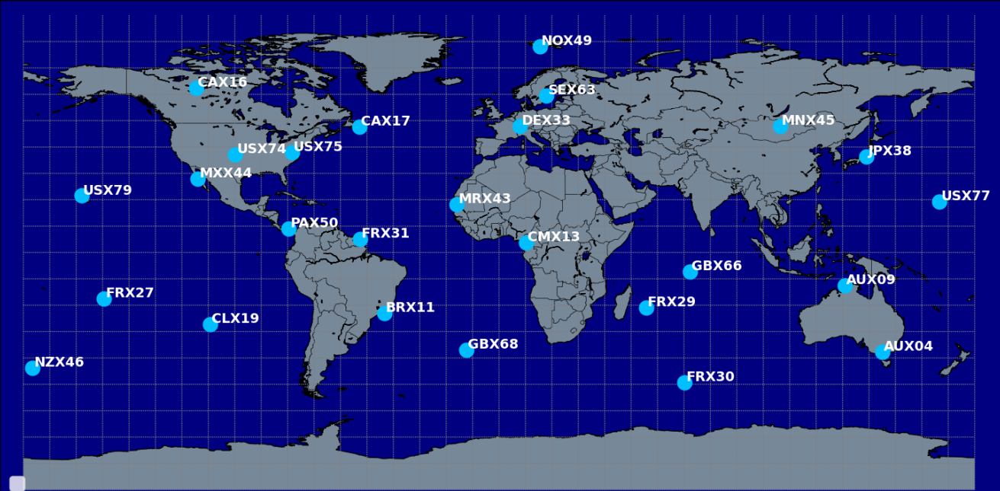 NOX49
CAX16
SEX63
CAX17
DEX33
MNX45
USX74
USX75
JPX38
MXX44
USX79
MRX43
USX77
PAX50
FRX31
CMX13
GBX66
AUX09
FRX27
FRX29
BRX11
CLX19
GBX68
AUX04
NZX46
FRX30